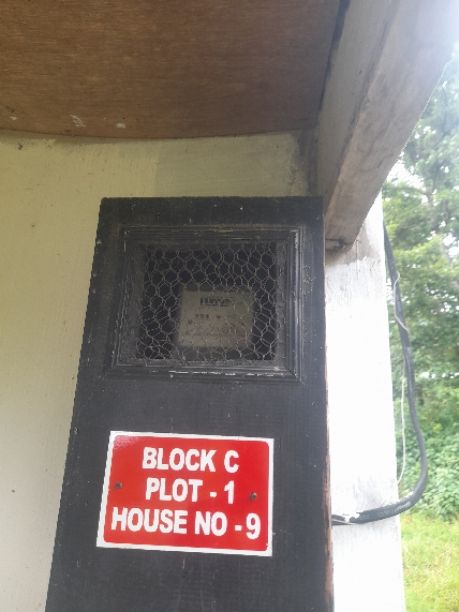 BLOCK C
PLOT - 1
HOUSE NO - 9